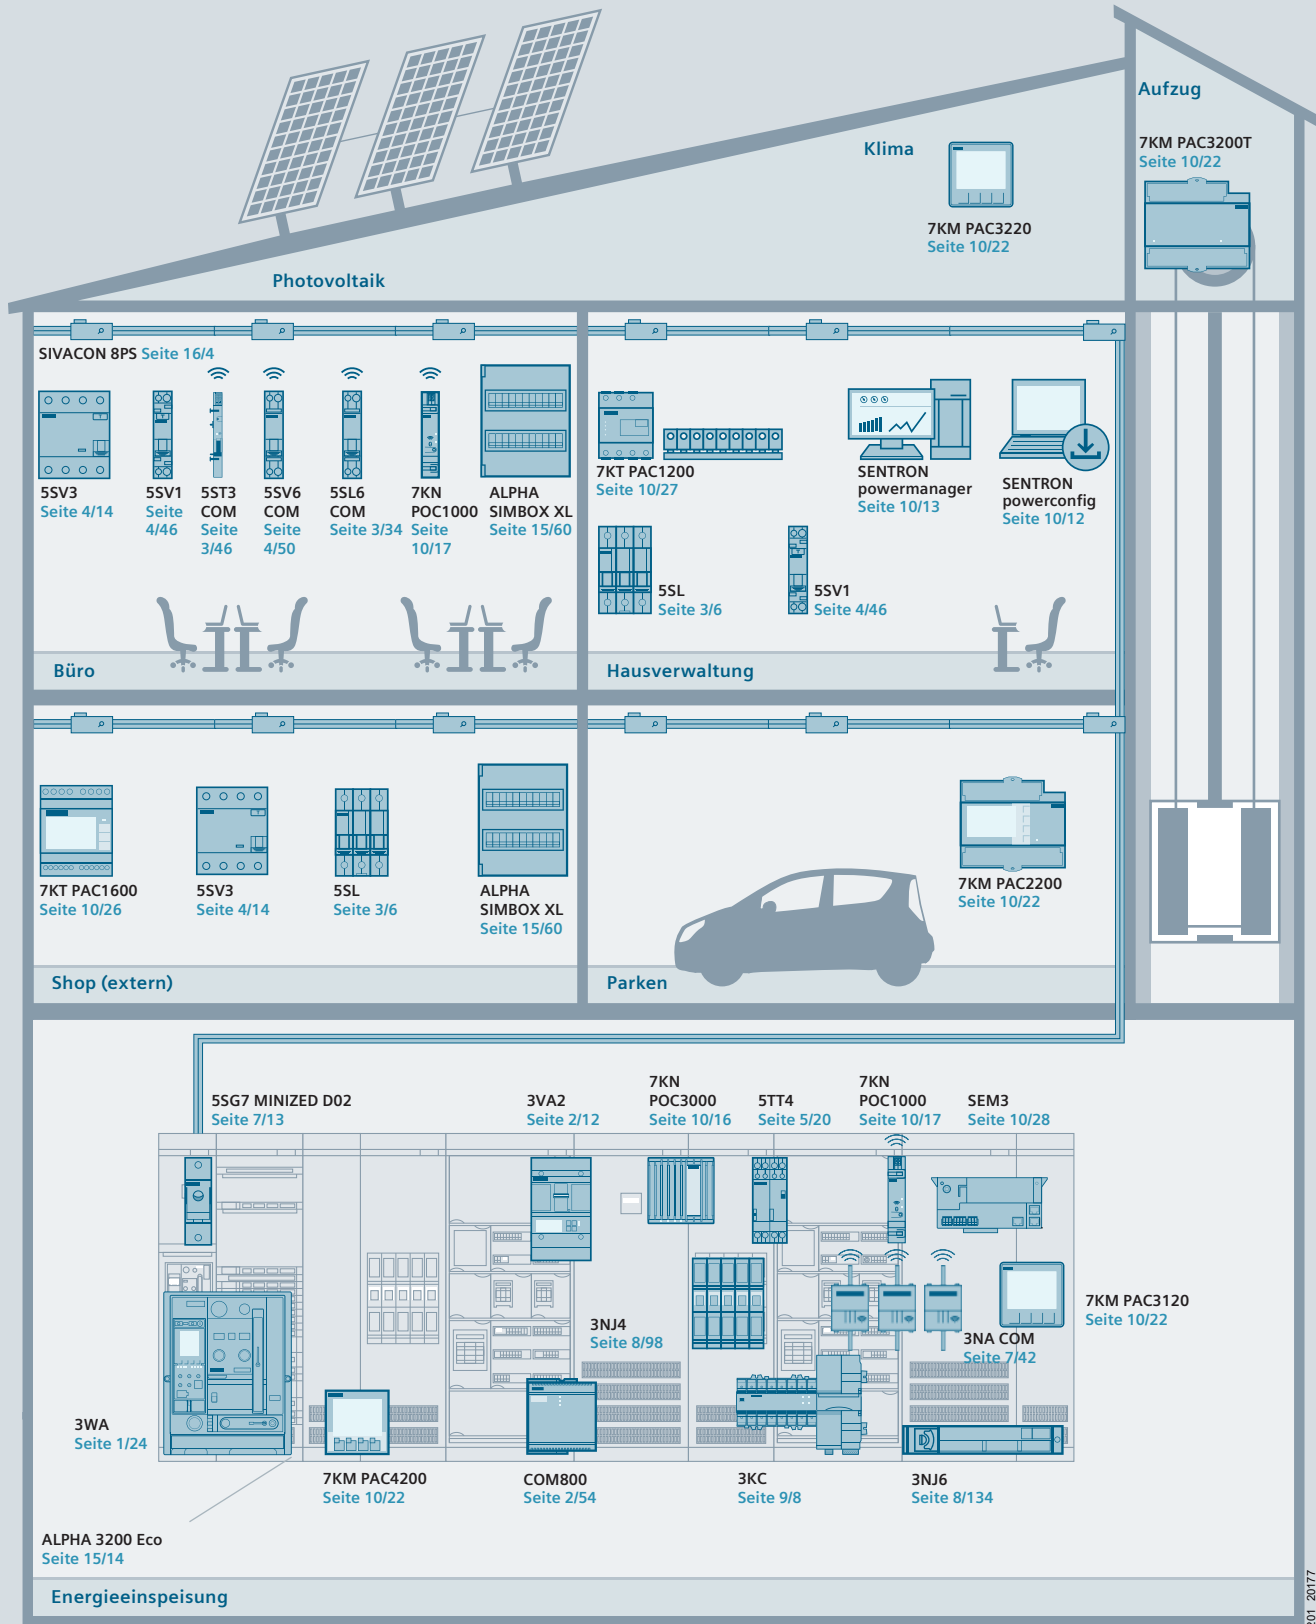 Aufzug
7KM PAC3200T
Seite 10/22
Klima
7KM PAC3220
Seite 10/22
Photovoltaik
SIVACON 8PS Seite 16/4
5SV3
Seite 4/14
5SV1
Seite
4/46
5ST3
COM
Seite
3/46
5SV6
COM
Seite
4/50
5SL6
COM
Seite 3/34
7KN
POC1000
Seite
10/17
ALPHA
SIMBOX XL
Seite 15/60
Büro
7KT PAC1200
Seite 10/27
SENTRON
powermanager
Seite 10/13
SENTRON
powerconfig
Seite 10/12
5SL
Seite 3/6
5SV1
Seite 4/46
Hausverwaltung
7KT PAC1600
Seite 10/26
5SV3
Seite 4/14
5SL
Seite 3/6
ALPHA
SIMBOX XL
Seite 15/60
Shop (extern)
7KM PAC2200
Seite 10/22
Parken
5SG7 MINIZED D02
Seite 7/13
3VA2
Seite 2/12
7KN
POC3000
Seite 10/16
5TT4
Seite 5/20
7KN
POC1000
Seite 10/17
SEM3
Seite 10/28
3NJ4
Seite 8/98
7KM PAC3120
Seite 10/22
3NA COM
Seite 7/42
3WA
Seite 1/24
7KM PAC4200
Seite 10/22
COM800
Seite 2/54
3KC
Seite 9/8
3NJ6
Seite 8/134
ALPHA 3200 Eco
Seite 15/14
Energieeinspeisung